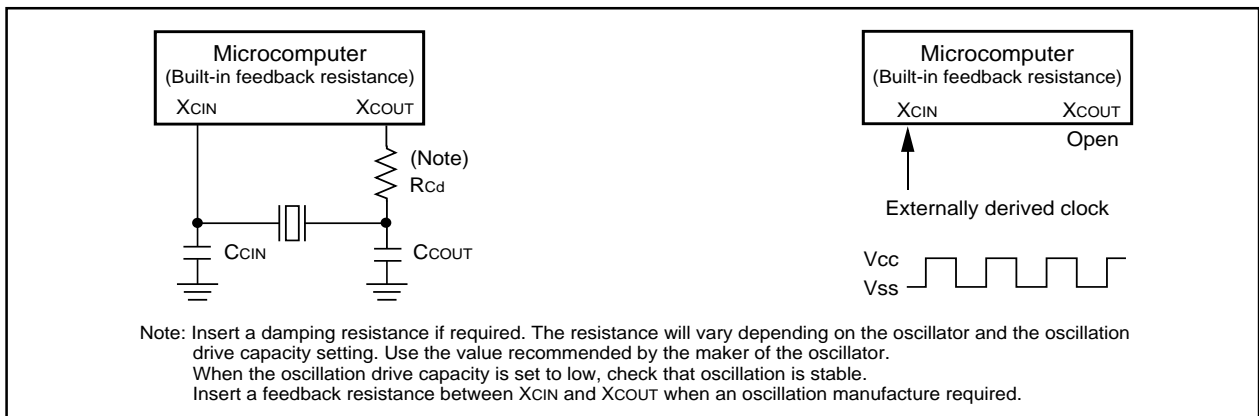 Microcomputer
(Built-in feedback resistance)
XCIN XCOUT
(Note)
RCd
CCIN CCOUT
Microcomputer
(Built-in feedback resistance)
XCIN XCOUT
Open
Externally derived clock
Vcc
Vss
Note: Insert a damping resistance if required. The resistance will vary depending on the oscillator and the oscillation
drive capacity setting. Use the value recommended by the maker of the oscillator.
When the oscillation drive capacity is set to low, check that oscillation is stable.
Insert a feedback resistance between XCIN and XCOUT when an oscillation manufacture required.